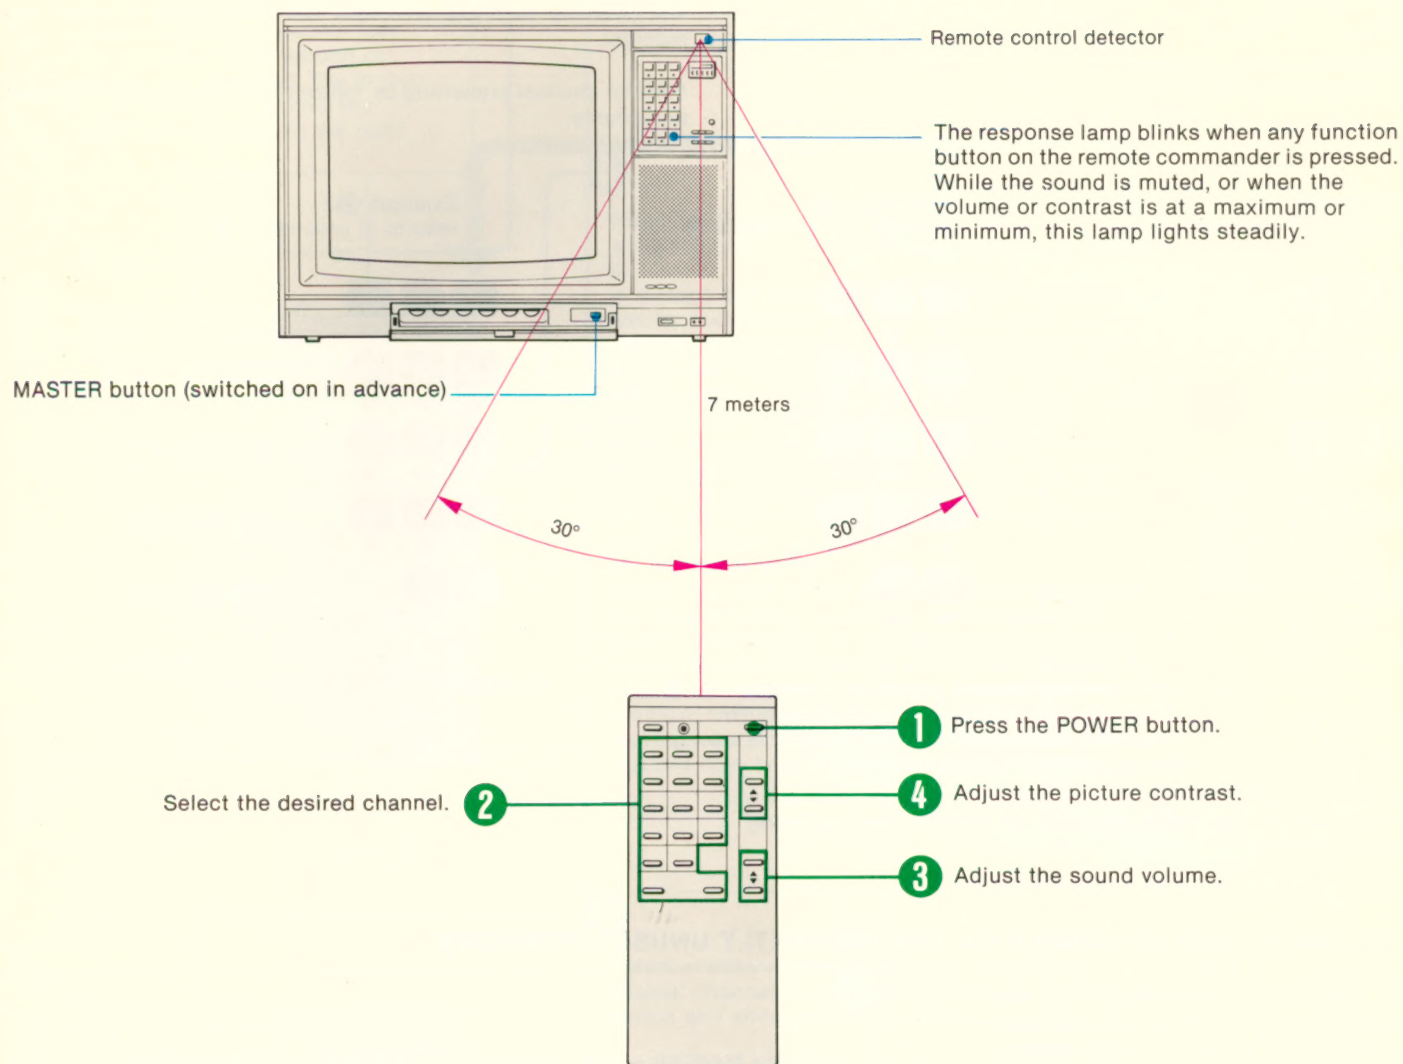 Remote control detector
The response lamp blinks when any function
button on the remote commander is pressed.
While the sound is muted, or when the
volume or contrast is at a maximum or
minimum, this lamp lights steadily.
MASTER button (switched on in advance)
7 meters
30°
30°
1 Press the POWER button.
Select the desired channel. 2
4 Adjust the picture contrast.
3 Adjust the sound volume.